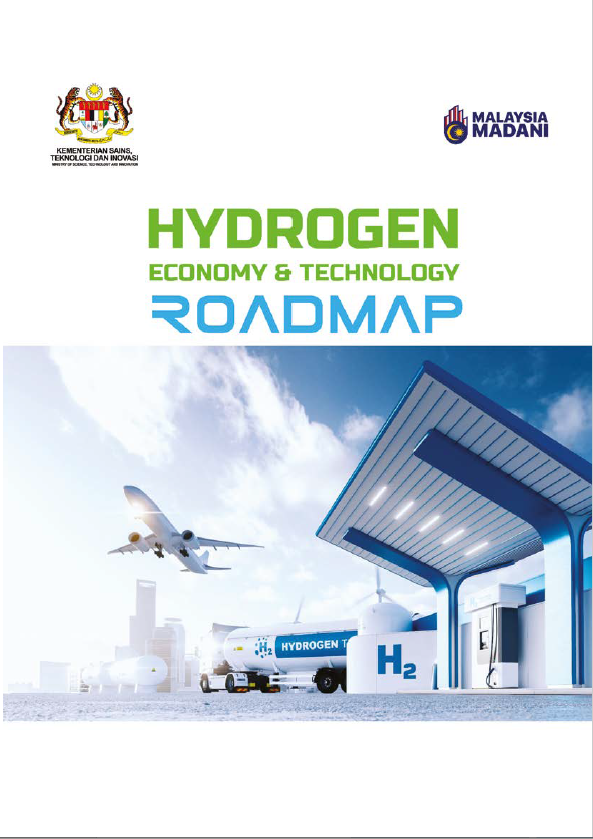 KEMENTERIAN SAINS,
TEKNOLOGI DAN INOVASI
MINISTRY OF SCIENCE, TECHNOLOGY AND INNOVATION
MALAYSIA
MADANI
HYDROGEN
ECONOMY & TECHNOLOGY
ROADMAP
H2
HYDROGEN T
H2